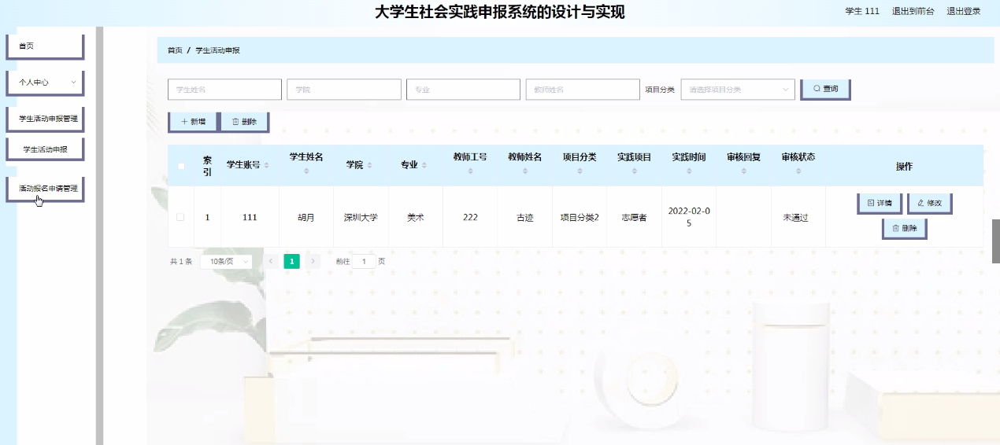 大学生社会实践申报系统的设计与实现
学生 111 退出到前台 退出登录
首页
个人中心
学生活动申报管理
学生活动申报
活动报名申请管理
首页 / 学生活动申报
学生姓名 学院 专业 教师姓名 项目分类 请选择项目分类 查询
新增 删除
索引 学生账号 学生姓名 学院 专业 教师工号 教师姓名 项目分类 实践项目 实践时间 审核回复 审核状态 操作
1 111 胡月 深圳大学 美术 222 古迹 项目分类2 志愿者 2022-02-05 未通过 详情 修改
删除
共 1 条 10条/页 1 前往 1 页